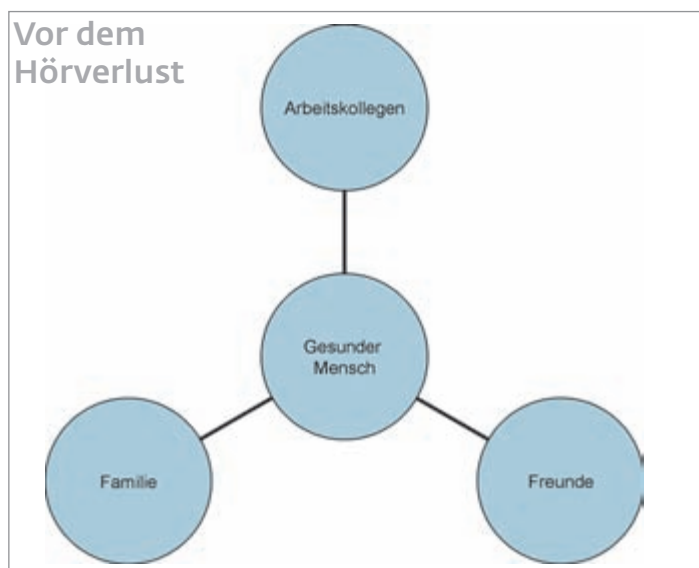 Vor dem
Hörverlust
Arbeitskollegen
Gesunder
Mensch
Familie
Freunde